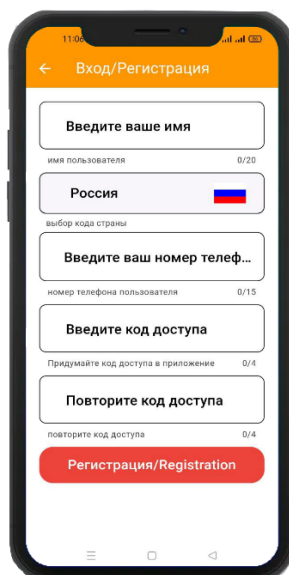 Вход/Регистрация
Введите ваше имя
имя пользователя 0/20
Россия
выбор кода страны
Введите ваш номер телеф...
номер телефона пользователя 0/15
Введите код доступа
Придумайте код доступа в приложение 0/4
Повторите код доступа
повторите код доступа 0/4
Регистрация/Registration